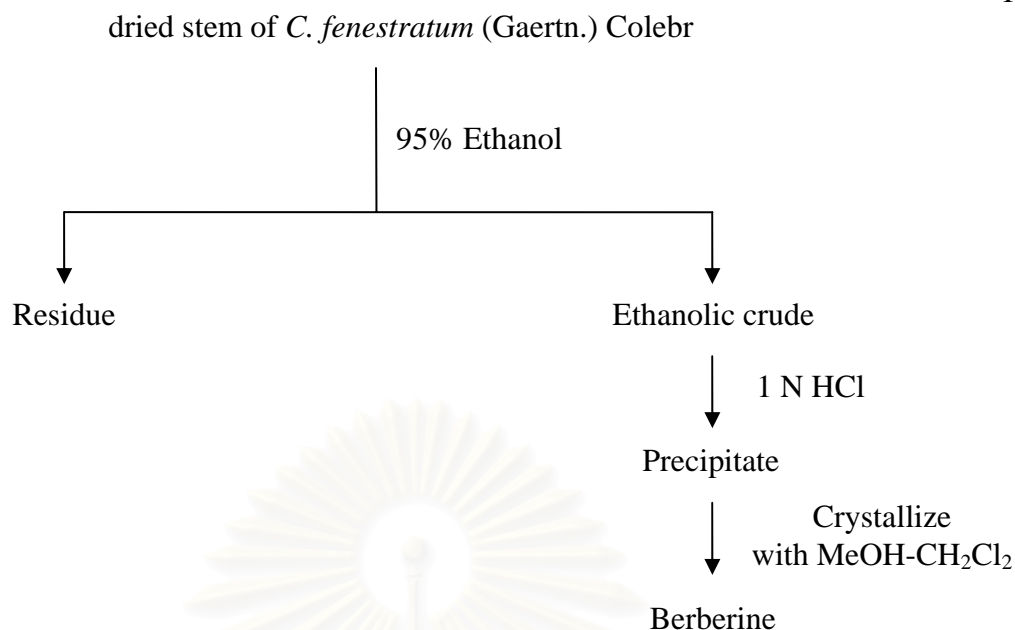 dried stem of C. fenestratum (Gaertn.) Colebr
95% Ethanol
Residue
Ethanolic crude
1 N HCl
Precipitate
Crystallize
with MeOH-CH₂Cl₂
Berberine